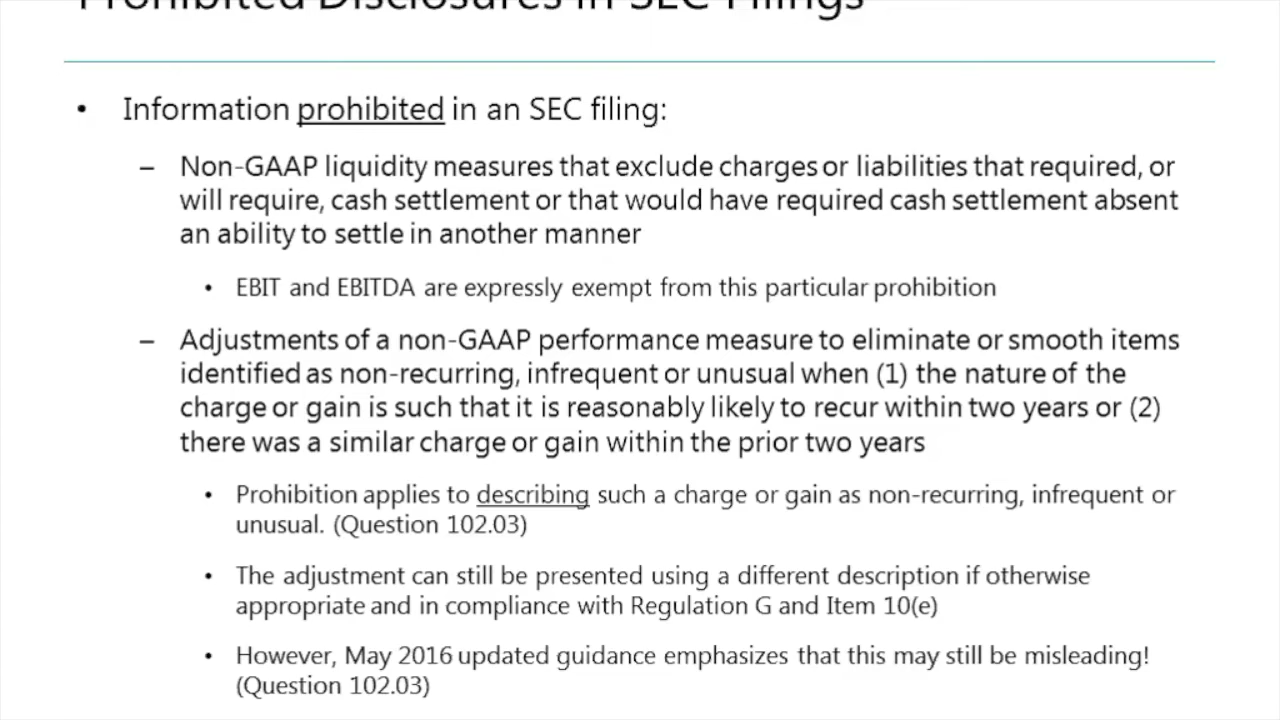 Prohibited Disclosures in SEC Filings
• Information prohibited in an SEC filing:
– Non-GAAP liquidity measures that exclude charges or liabilities that required, or
will require, cash settlement or that would have required cash settlement absent
an ability to settle in another manner
• EBIT and EBITDA are expressly exempt from this particular prohibition
– Adjustments of a non-GAAP performance measure to eliminate or smooth items
identified as non-recurring, infrequent or unusual when (1) the nature of the
charge or gain is such that it is reasonably likely to recur within two years or (2)
there was a similar charge or gain within the prior two years
• Prohibition applies to describing such a charge or gain as non-recurring, infrequent or
unusual. (Question 102.03)
• The adjustment can still be presented using a different description if otherwise
appropriate and in compliance with Regulation G and Item 10(e)
• However, May 2016 updated guidance emphasizes that this may still be misleading!
(Question 102.03)